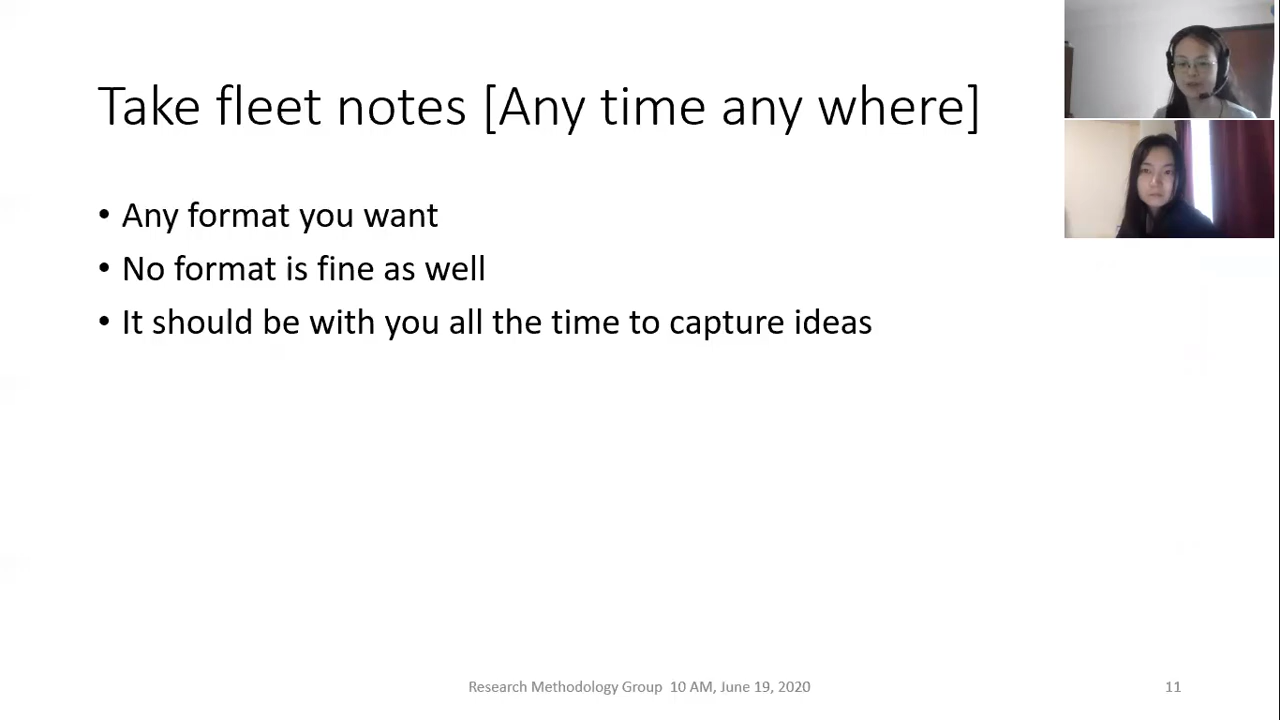 Take fleet notes [Any time any where]
• Any format you want
• No format is fine as well
• It should be with you all the time to capture ideas
Research Methodology Group  10 AM, June 19, 2020
11